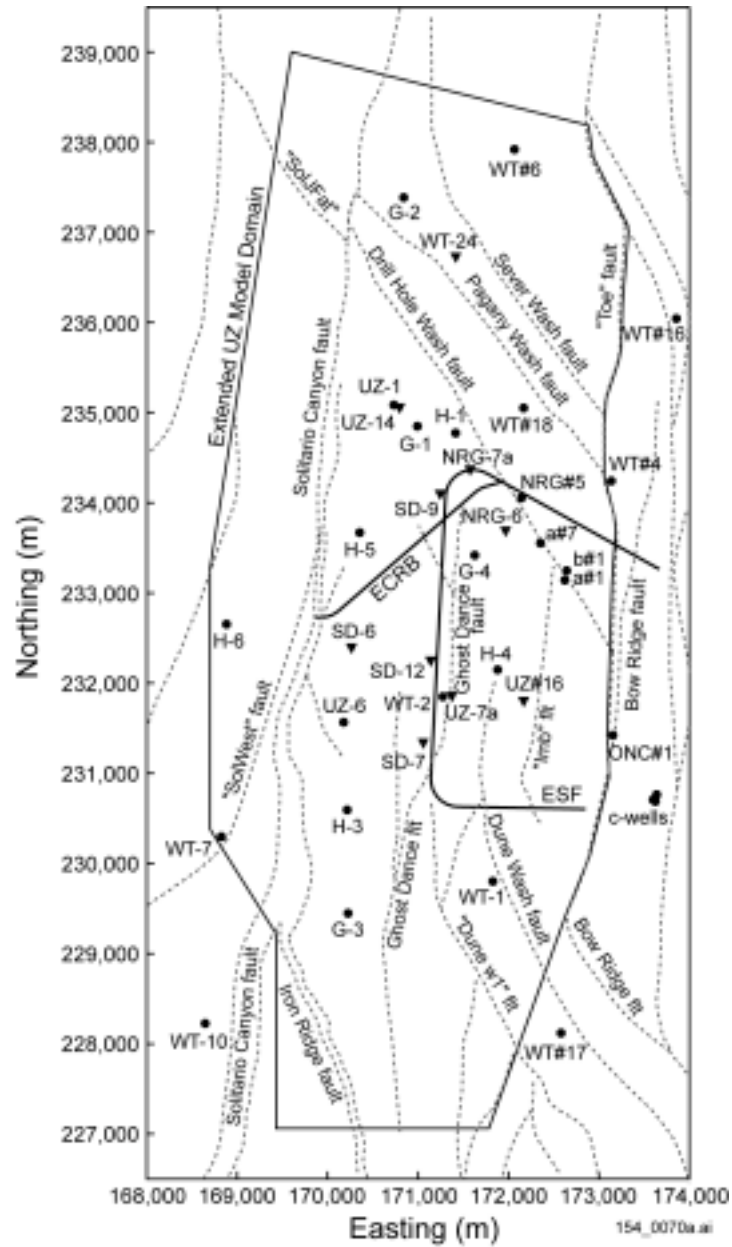 239,000
238,000
237,000
236,000
235,000
234,000
233,000
232,000
231,000
230,000
229,000
228,000
227,000
Northing (m)
168,000
169,000
170,000
171,000
172,000
173,000
174,000
Easting (m)
154_0070a.ai
WT#6
"SolJFat"
G-2
WT-24
Extended UZ Model Domain
Drill Hole Wash fault
Pagany Wash fault
Sever Wash fault
"Toe" fault
WT#16
Solitario Canyon fault
UZ-1
UZ-14
G-1
H-1
WT#18
NRG-7a
NRG#5
WT#4
SD-9
NRG-6
a#7
H-5
ECRB
G-4
b#1
a#1
Ghost Dance
fault
Bow Ridge fault
H-6
SD-6
SD-12
H-4
UZ#16
WT-2
UZ-7a
UZ-6
"Imb" flt
ONC#1
SD-7
"SolWest" fault
ESF
c-wells
H-3
WT-7
Ghost Dance flt
Dune Wash fault
WT-1
G-3
"Dune w1" flt
Bow Ridge flt
WT-10
Solitario Canyon fault
Iron Ridge fault
WT#17